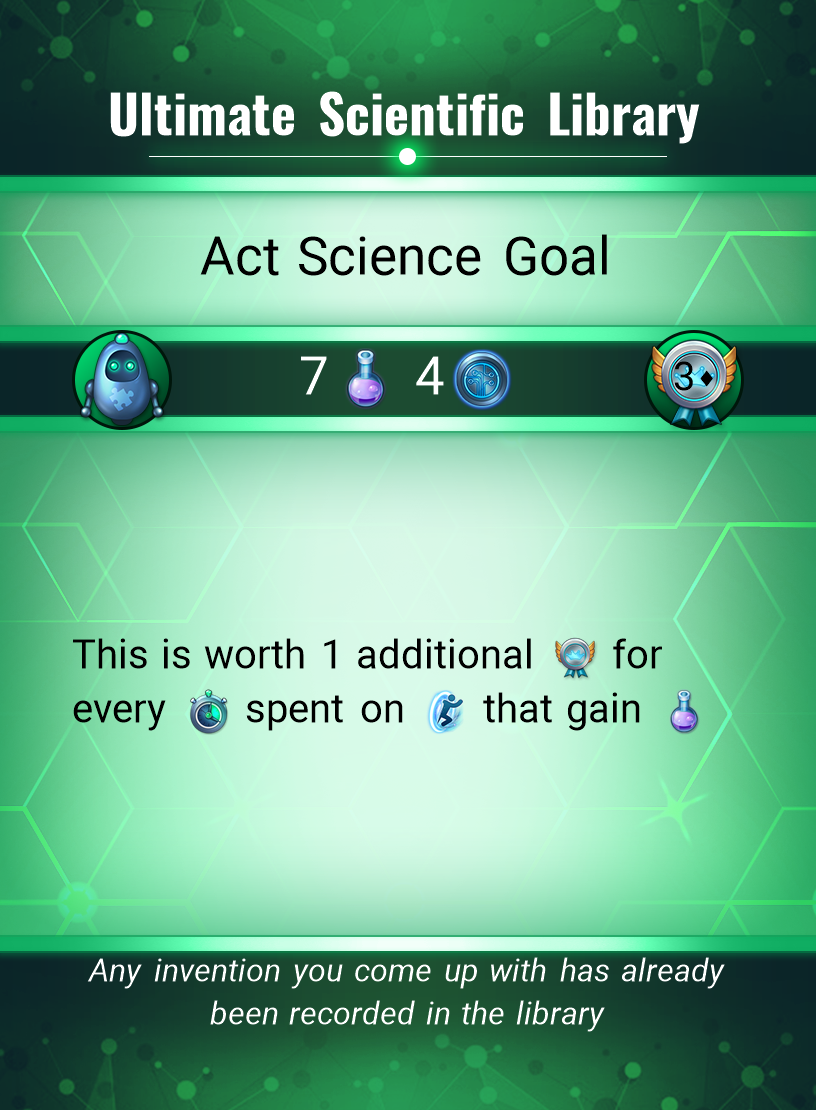 Ultimate Scientific Library
Act Science Goal
7 4 3♦
This is worth 1 additional for
every spent on that gain
Any invention you come up with has already
been recorded in the library